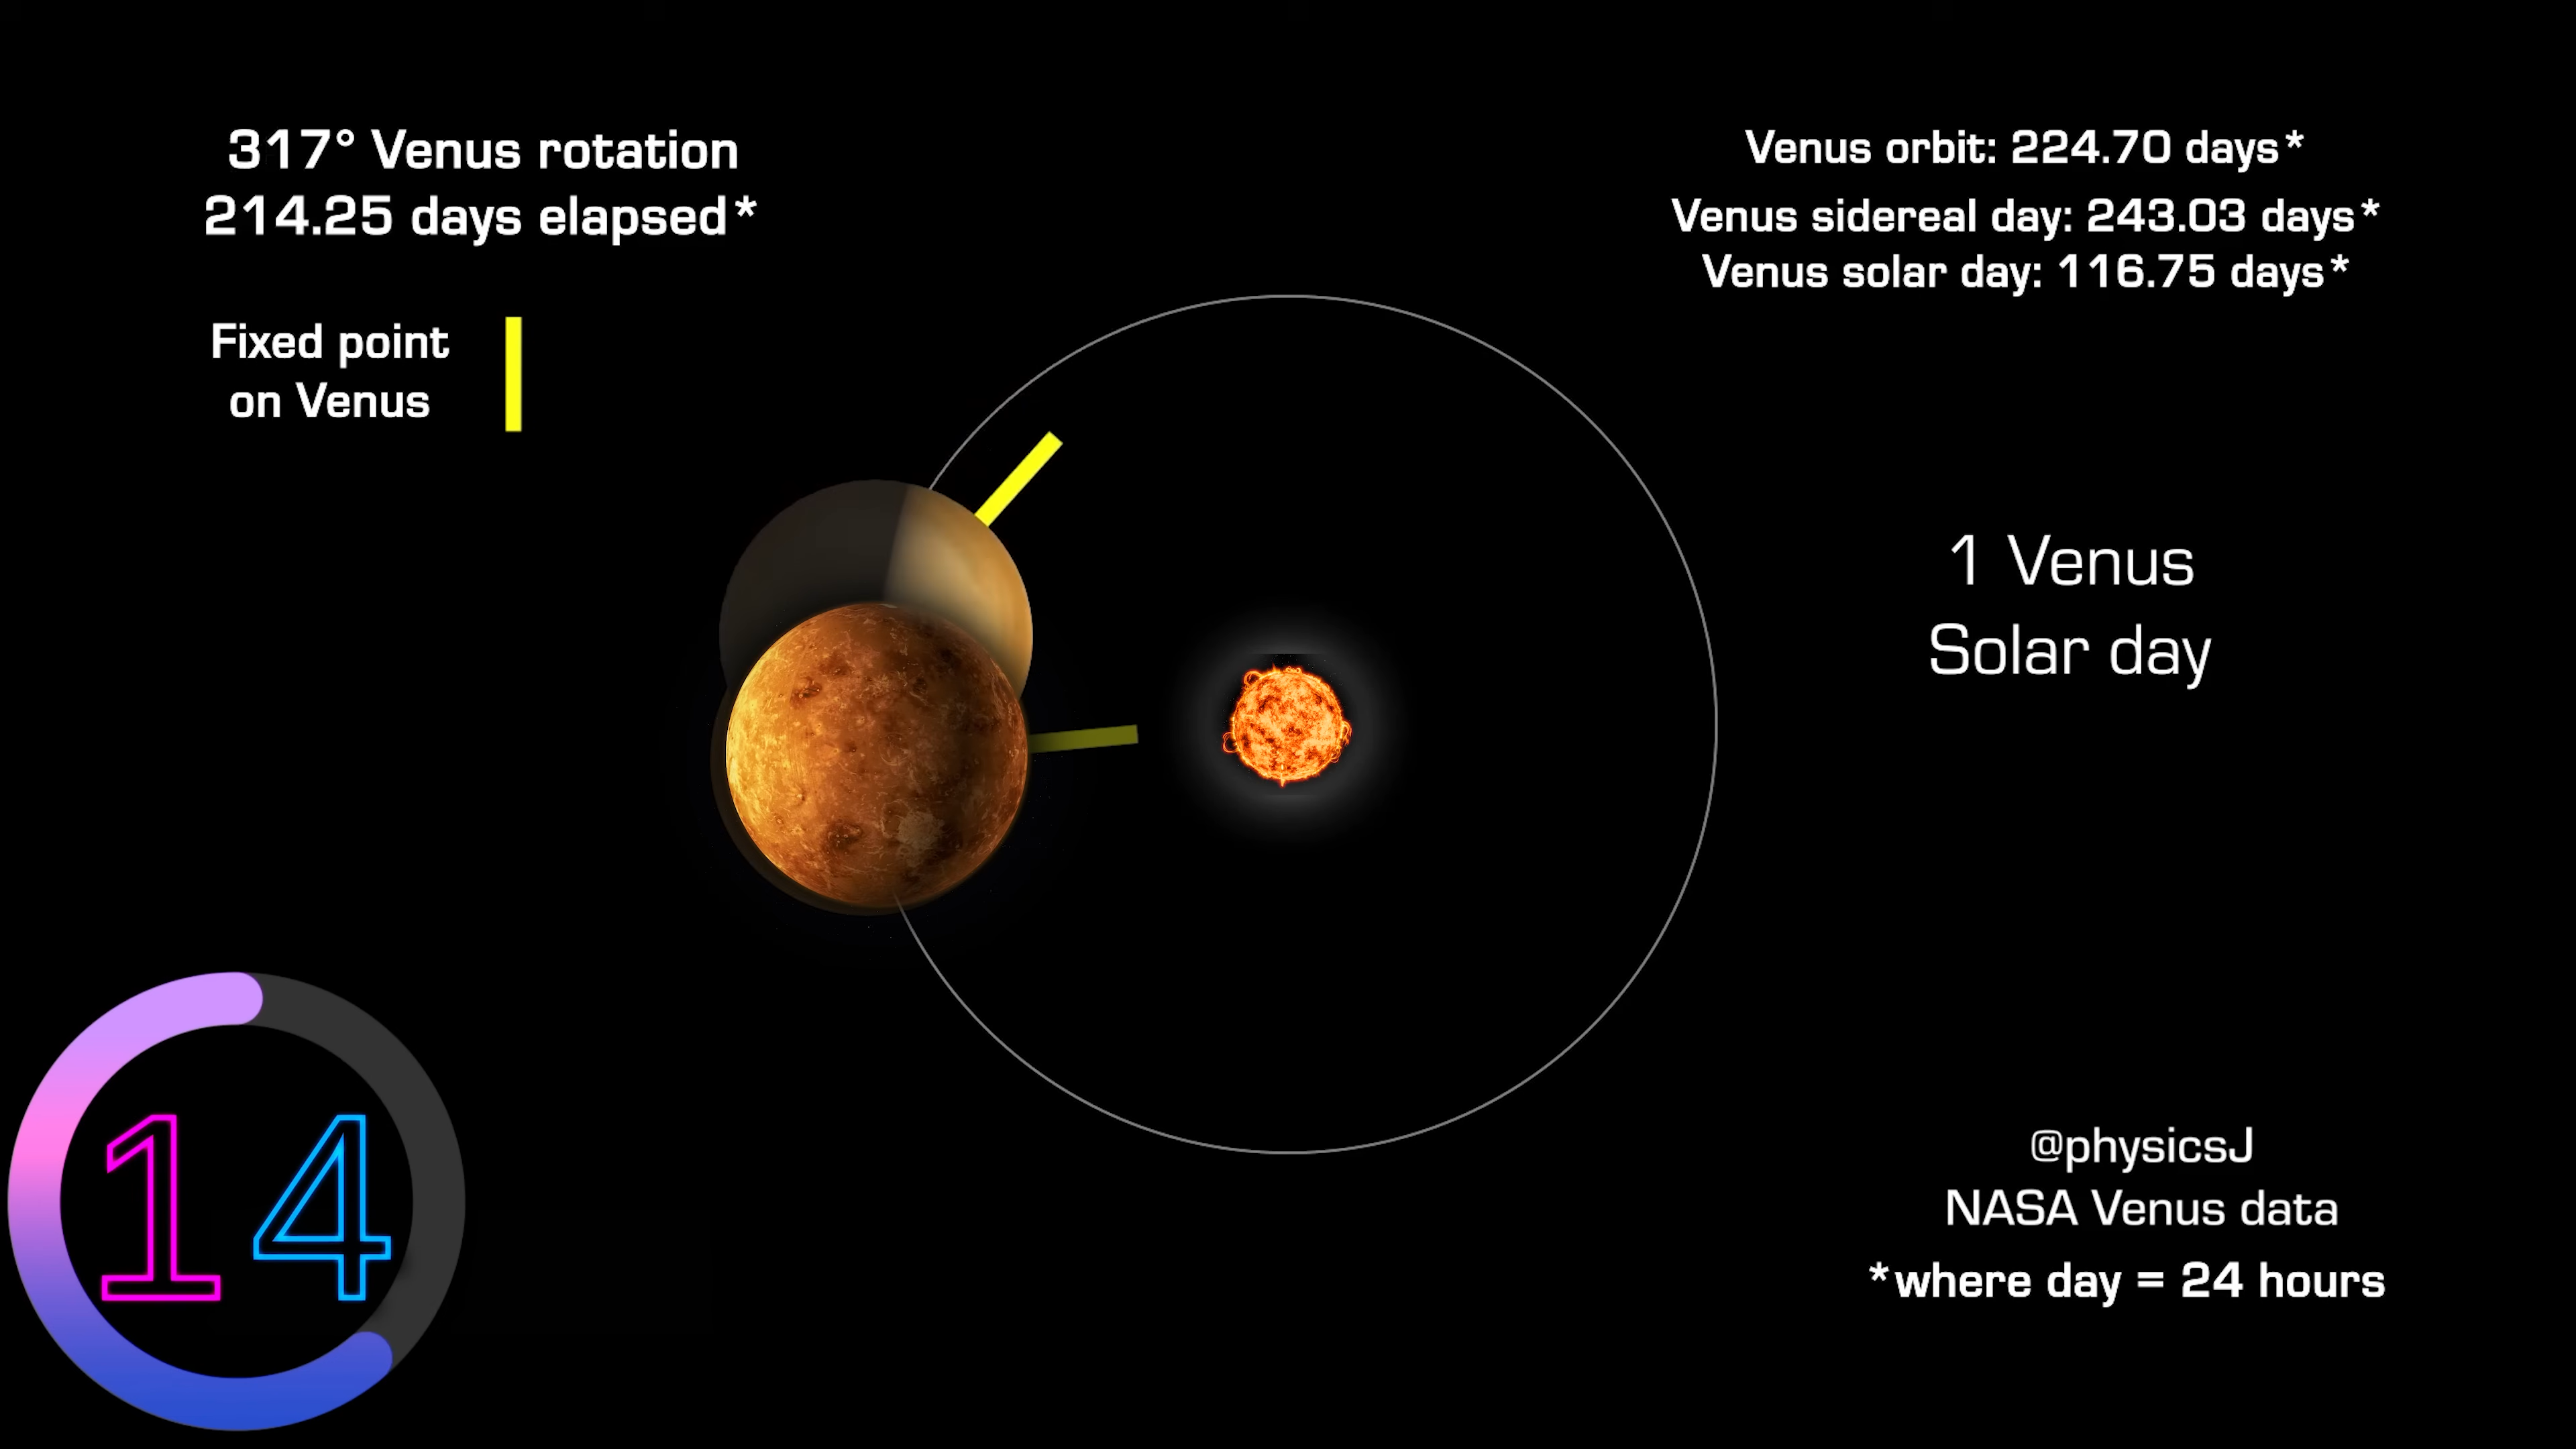 317° Venus rotation
214.25 days elapsed*
Fixed point
on Venus
Venus orbit: 224.70 days*
Venus sidereal day: 243.03 days*
Venus solar day: 116.75 days*
1 Venus
Solar day
14
@physicsJ
NASA Venus data
*where day = 24 hours